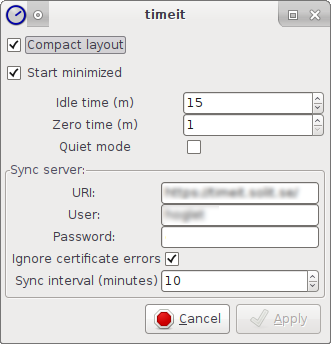 timeit
Compact layout
Start minimized
Idle time (m) 15
Zero time (m) 1
Quiet mode
Sync server:
URI:
User:
Password:
Ignore certificate errors
Sync interval (minutes) 10
Cancel Apply